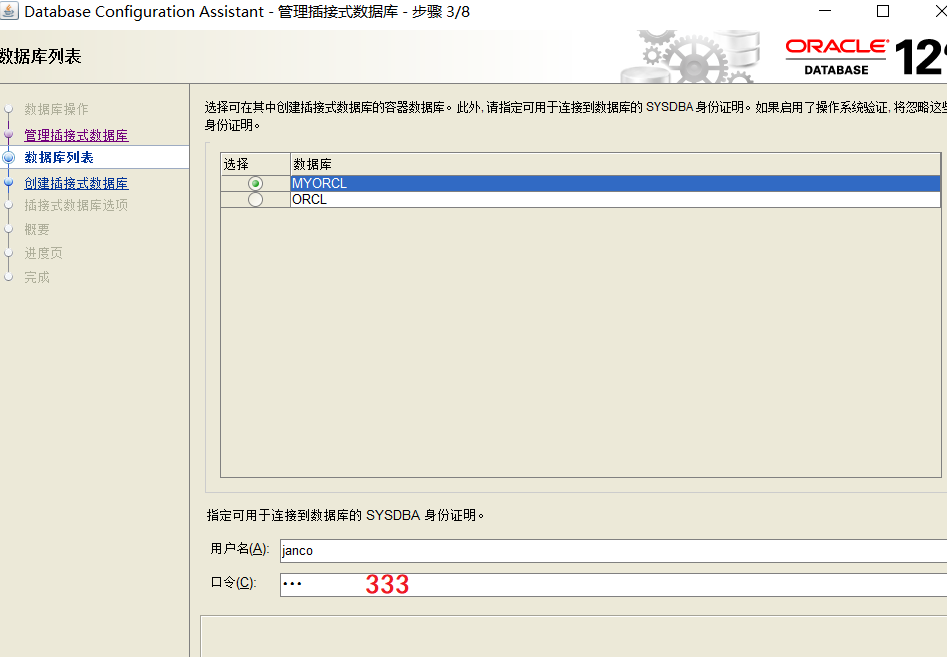 Database Configuration Assistant - 管理插接式数据库 - 步骤 3/8
数据库列表
ORACLE®
DATABASE
12
数据库操作
管理插接式数据库
数据库列表
创建插接式数据库
插接式数据库选项
概要
进度页
完成
选择可在其中创建插接式数据库的容器数据库。此外, 请指定可用于连接到数据库的 SYSDBA 身份证明。如果启用了操作系统验证, 将忽略这些
身份证明。
选择 数据库
MYORCL
ORCL
指定可用于连接到数据库的 SYSDBA 身份证明。
用户名(A): janco
口令(C): ••• 333